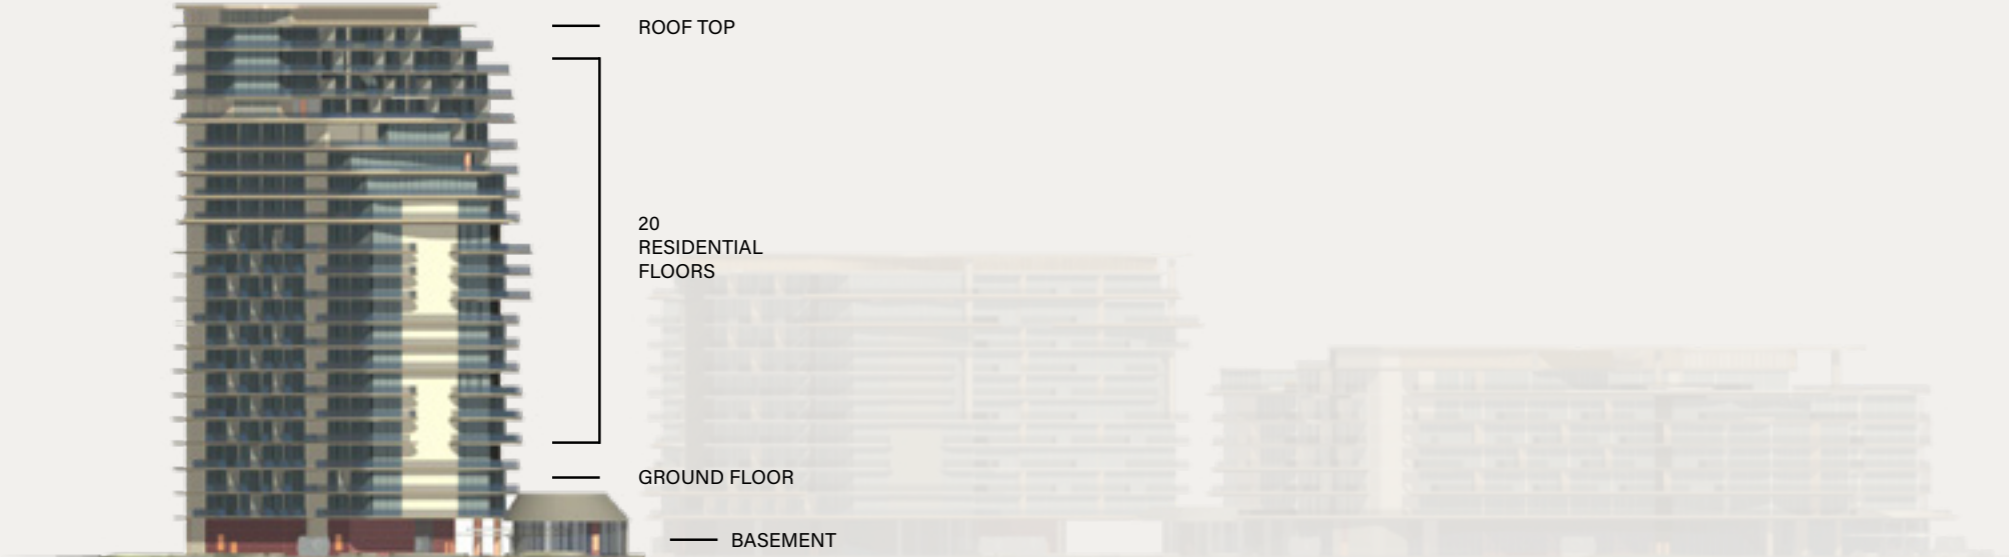 ROOF TOP
20
RESIDENTIAL
FLOORS
GROUND FLOOR
BASEMENT